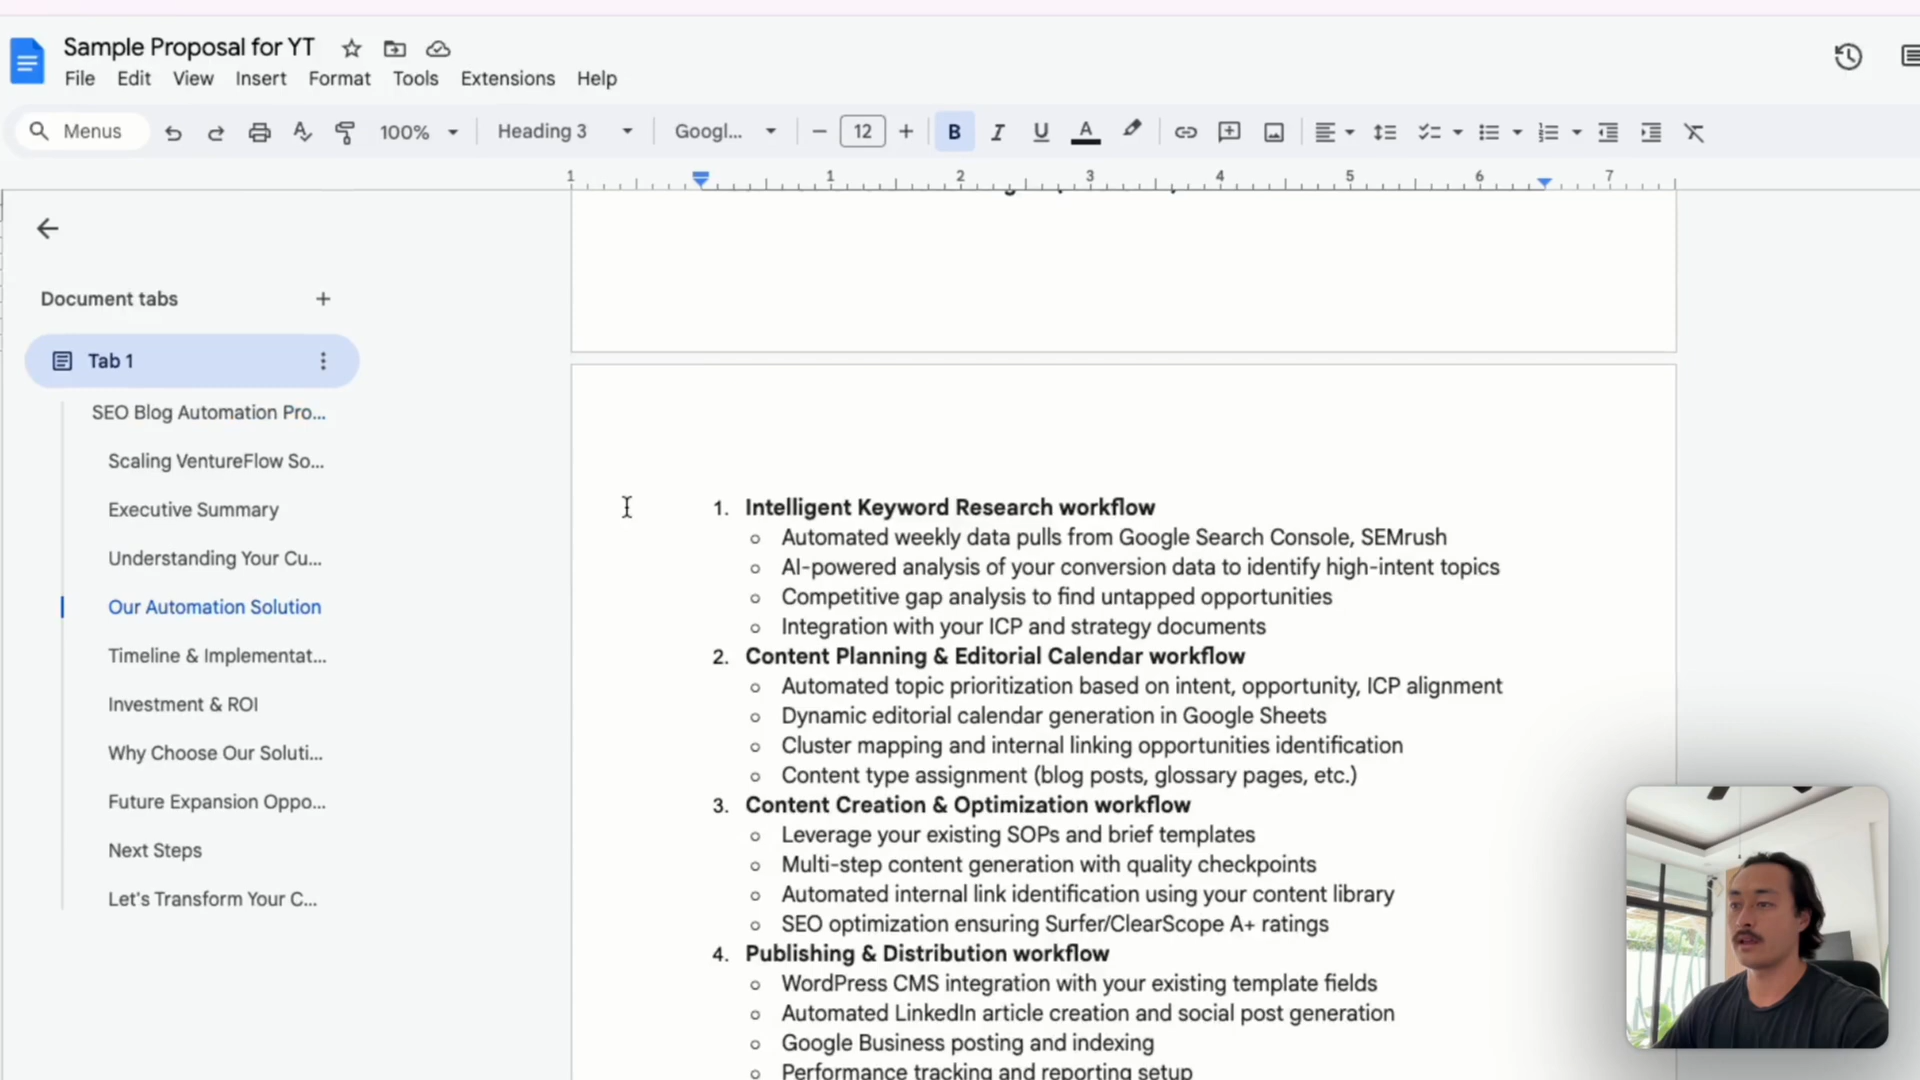 Sample Proposal for YT
File Edit View Insert Format Tools Extensions Help
Menus 100% Heading 3 Googl... 12 B I U A
1 1 2 3 4 5 6 7
Document tabs
Tab 1
SEO Blog Automation Pro...
Scaling VentureFlow So...
Executive Summary
Understanding Your Cu...
Our Automation Solution
Timeline & Implementat...
Investment & ROI
Why Choose Our Soluti...
Future Expansion Oppo...
Next Steps
Let's Transform Your C...
1. Intelligent Keyword Research workflow
Automated weekly data pulls from Google Search Console, SEMrush
AI-powered analysis of your conversion data to identify high-intent topics
Competitive gap analysis to find untapped opportunities
Integration with your ICP and strategy documents
2. Content Planning & Editorial Calendar workflow
Automated topic prioritization based on intent, opportunity, ICP alignment
Dynamic editorial calendar generation in Google Sheets
Cluster mapping and internal linking opportunities identification
Content type assignment (blog posts, glossary pages, etc.)
3. Content Creation & Optimization workflow
Leverage your existing SOPs and brief templates
Multi-step content generation with quality checkpoints
Automated internal link identification using your content library
SEO optimization ensuring Surfer/ClearScope A+ ratings
4. Publishing & Distribution workflow
WordPress CMS integration with your existing template fields
Automated LinkedIn article creation and social post generation
Google Business posting and indexing
Performance tracking and reporting setup